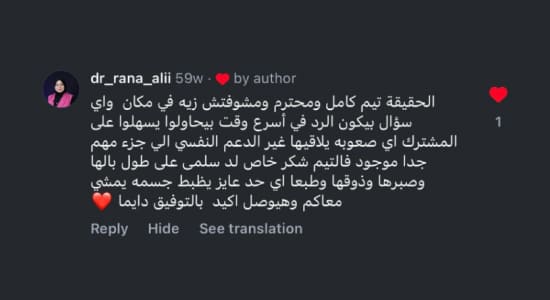 dr_rana_alii 59w · ❤️ by author
الحقيقة تيم كامل ومحترم ومشوفتش زيه في مكان واي
سؤال بيكون الرد في أسرع وقت بيحاولوا يسهلوا على
المشترك اي صعوبه يلاقيها غير الدعم النفسي الي جزء مهم
جدا موجود فالتيم شكر خاص لد سلمى على طول بالها
وصبرها وذوقها وطبعا اي حد عايز يظبط جسمه يمشي
معاكم وهيوصل اكيد بالتوفيق دايما ❤️
1
Reply Hide See translation